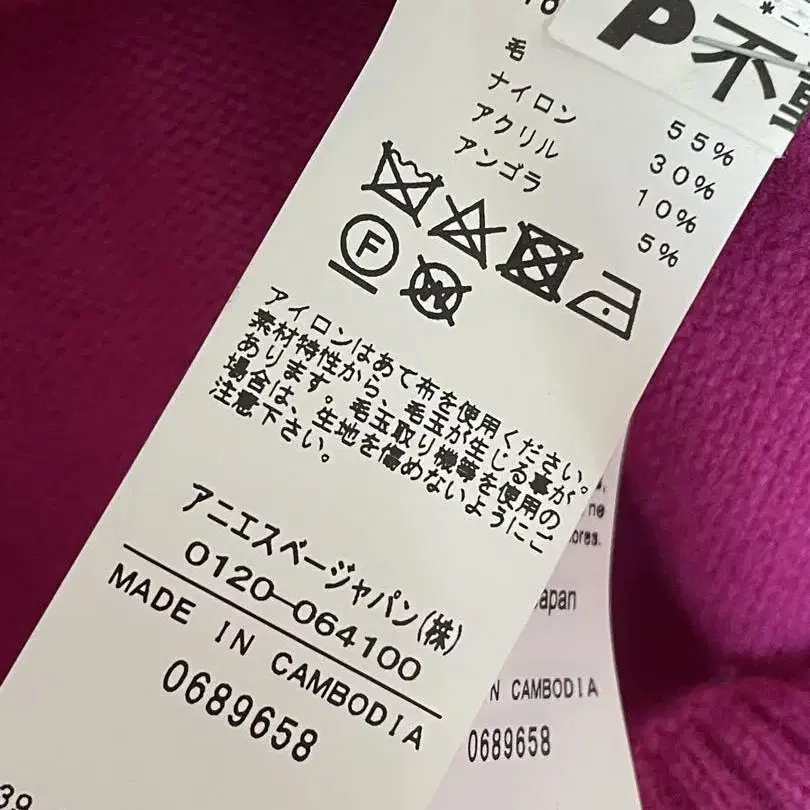 P不
毛 55%
ナイロン 30%
アクリル 10%
アンゴラ 5%
F
W
アイロンはあて布を使用ください。
素材特性から、毛玉が生じる事が
あります。毛玉取り機等を使用の
場合は、生地を傷めないようにご
注意下さい。
アニエスベージャパン(株)
0120-064100
MADE IN CAMBODIA
0689658
39
ne
ores.
apan
N CAMBODIA
0689658